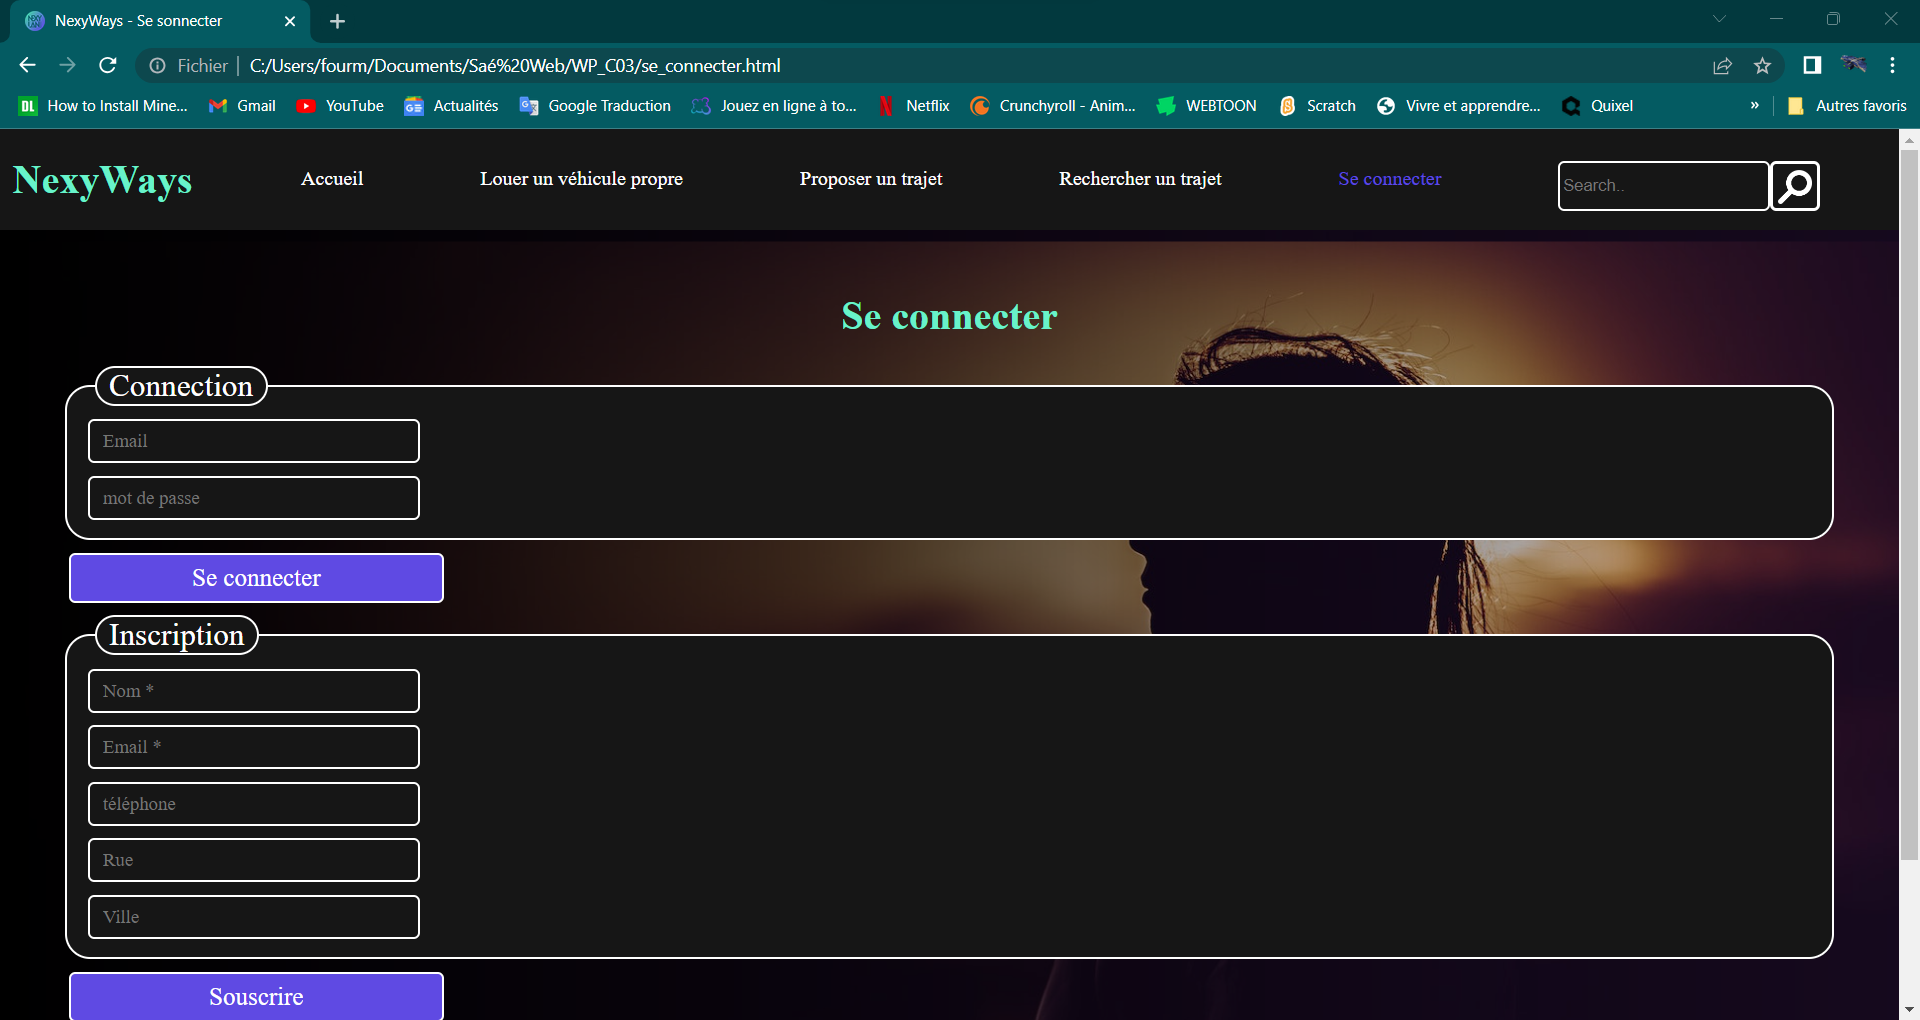 NexyWays - Se sonnecter
Fichier | C:/Users/fourm/Documents/Saé%20Web/WP_C03/se_connecter.html
DL How to Install Mine... Gmail YouTube Actualités Google Traduction Jouez en ligne à to... Netflix Crunchyroll - Anim... WEBTOON Scratch Vivre et apprendre... Quixel » Autres favoris
NexyWays Accueil Louer un véhicule propre Proposer un trajet Rechercher un trajet Se connecter Search..
Se connecter
Connection
Email
mot de passe
Se connecter
Inscription
Nom *
Email *
téléphone
Rue
Ville
Souscrire